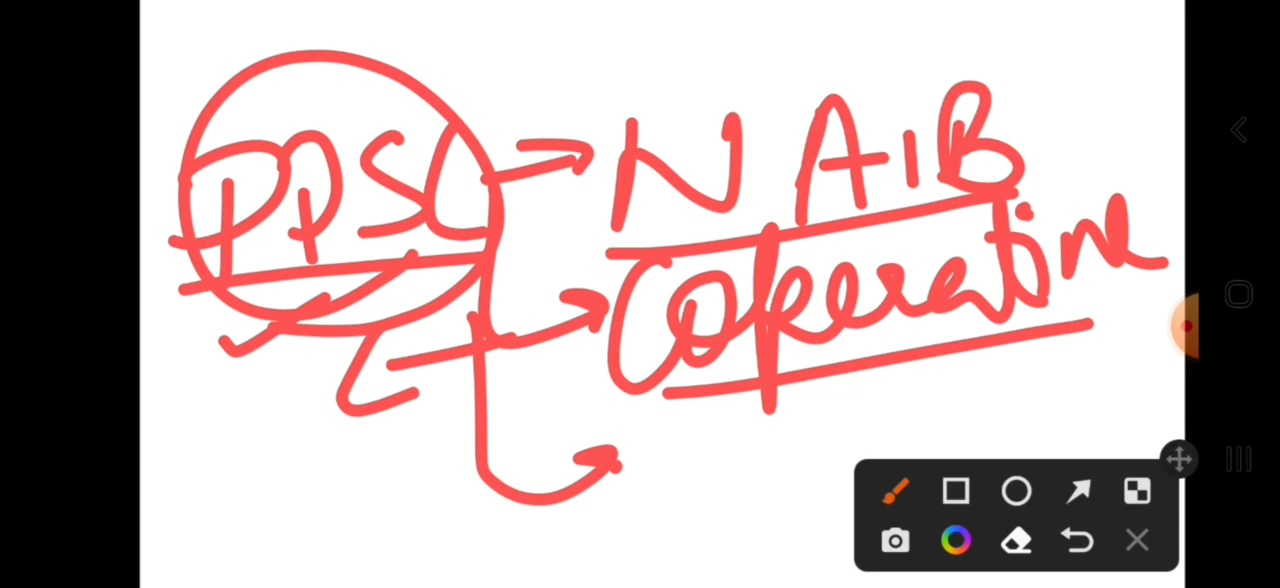 PPSC → NAIB
→ Coperative